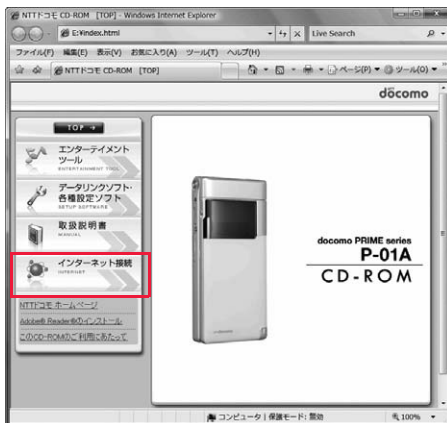 NTTドコモ CD-ROM [TOP] - Windows Internet Explorer
E:¥index.html
Live Search
ファイル(F) 編集(E) 表示(V) お気に入り(A) ツール(T) ヘルプ(H)
NTTドコモ CD-ROM [TOP]
ページ(P) ツール(O)
döcomo
TOP
エンターテイメント
ツール
ENTERTAINMENT TOOL
データリンクソフト・
各種設定ソフト
SETUP SOFTWARE
取扱説明書
MANUAL
インターネット接続
INTERNET
NTTドコモ ホームページ
Adobe® Reader®のインストール
このCD-ROMのご利用にあたって
docomo PRIME series
P-01A
CD-ROM
コンピュータ | 保護モード: 無効
100%